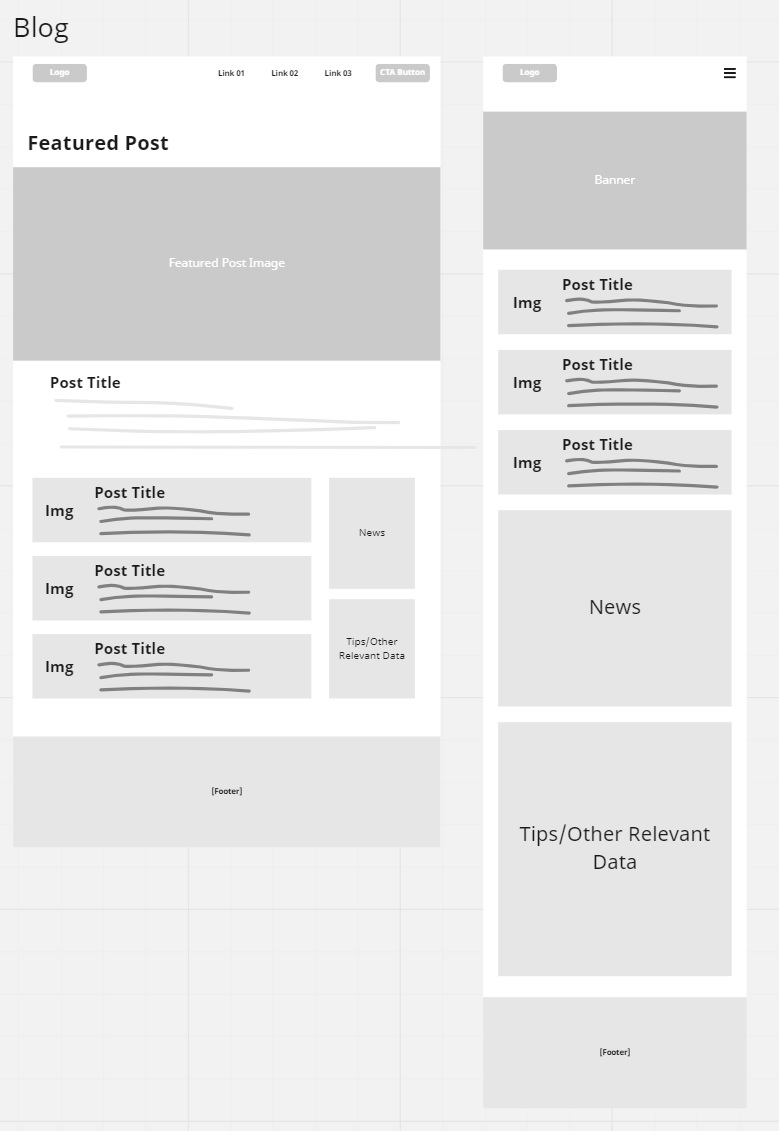 Blog
Logo
Link 01
Link 02
Link 03
CTA Button
Featured Post
Featured Post Image
Post Title
Img
Post Title
Img
Post Title
Img
Post Title
News
Tips/Other
Relevant Data
[Footer]
Logo
Banner
Img
Post Title
Img
Post Title
Img
Post Title
News
Tips/Other Relevant
Data
[Footer]